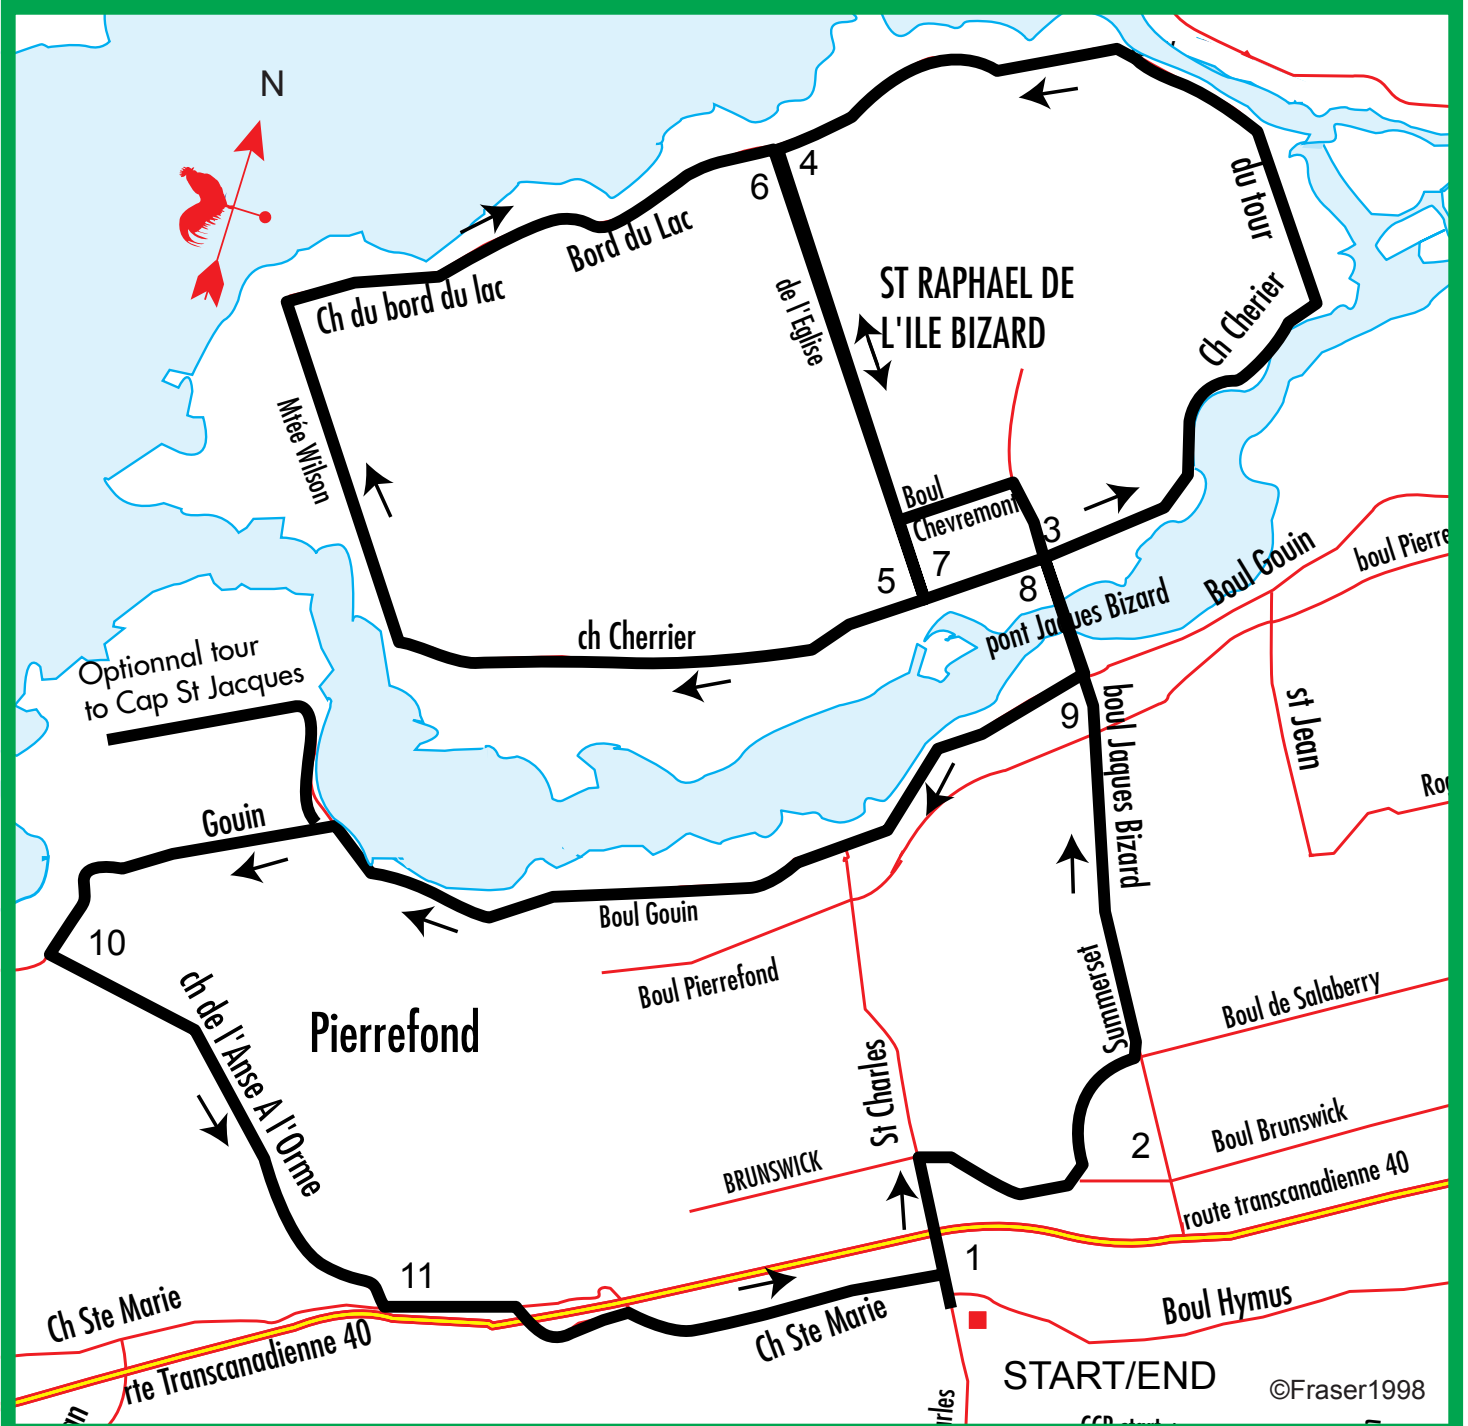 N
4
6
du tour
Bord du Lac
Ch du bord du lac
de l'Eglise
ST RAPHAEL DE
L'ILE BIZARD
Ch Cherier
Mtée Wilson
Boul
Chevremont
3
5
7
8
ch Cherrier
pont Jaques Bizard
Boul Gouin
boul Pierre
Optionnal tour
to Cap St Jacques
9
boul Jaques Bizard
st Jean
Gouin
Boul Gouin
10
ch de l'Anse A l'Orme
Boul Pierrefond
Pierrefond
Summerset
Boul de Salaberry
St Charles
2
Boul Brunswick
BRUNSWICK
route transcanadienne 40
1
11
Ch Ste Marie
Ch Ste Marie
Boul Hymus
rte Transcanadienne 40
START/END
©Fraser1998